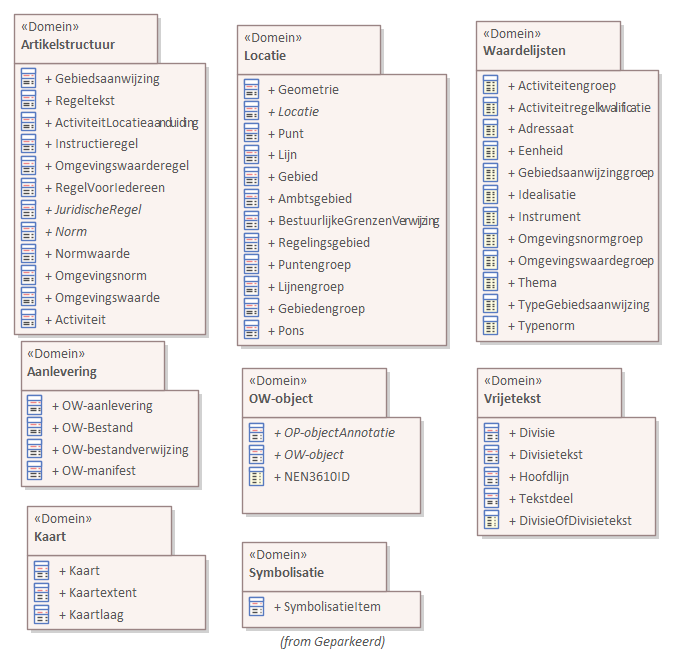 «Domein»
Artikelstructuur
+ Gebiedsaanwijzing
+ Regeltekst
+ ActiviteitLocatieaanduiding
+ Instructieregel
+ Omgevingswaarderegel
+ RegelVoorIedereen
+ JuridischeRegel
+ Norm
+ Normwaarde
+ Omgevingsnorm
+ Omgevingswaarde
+ Activiteit
«Domein»
Locatie
+ Geometrie
+ Locatie
+ Punt
+ Lijn
+ Gebied
+ Ambtsgebied
+ BestuurlijkeGrenzenVerwijzing
+ Regelingsgebied
+ Puntengroep
+ Lijnengroep
+ Gebiedengroep
+ Pons
«Domein»
Waardelijsten
+ Activiteitengroep
+ Activiteitregelkwalificatie
+ Adressaat
+ Eenheid
+ Gebiedsaanwijzinggroep
+ Idealisatie
+ Instrument
+ Omgevingsnormgroep
+ Omgevingswaardegroep
+ Thema
+ TypeGebiedsaanwijzing
+ Typenorm
«Domein»
Aanlevering
+ OW-aanlevering
+ OW-Bestand
+ OW-bestandverwijzing
+ OW-manifest
«Domein»
OW-object
+ OP-objectAnnotatie
+ OW-object
+ NEN3610ID
«Domein»
Vrijetekst
+ Divisie
+ Divisietekst
+ Hoofdlijn
+ Tekstdeel
+ DivisieOfDivisietekst
«Domein»
Kaart
+ Kaart
+ Kaartextent
+ Kaartlaag
«Domein»
Symbolisatie
+ SymbolisatieItem
(from Geparkeerd)